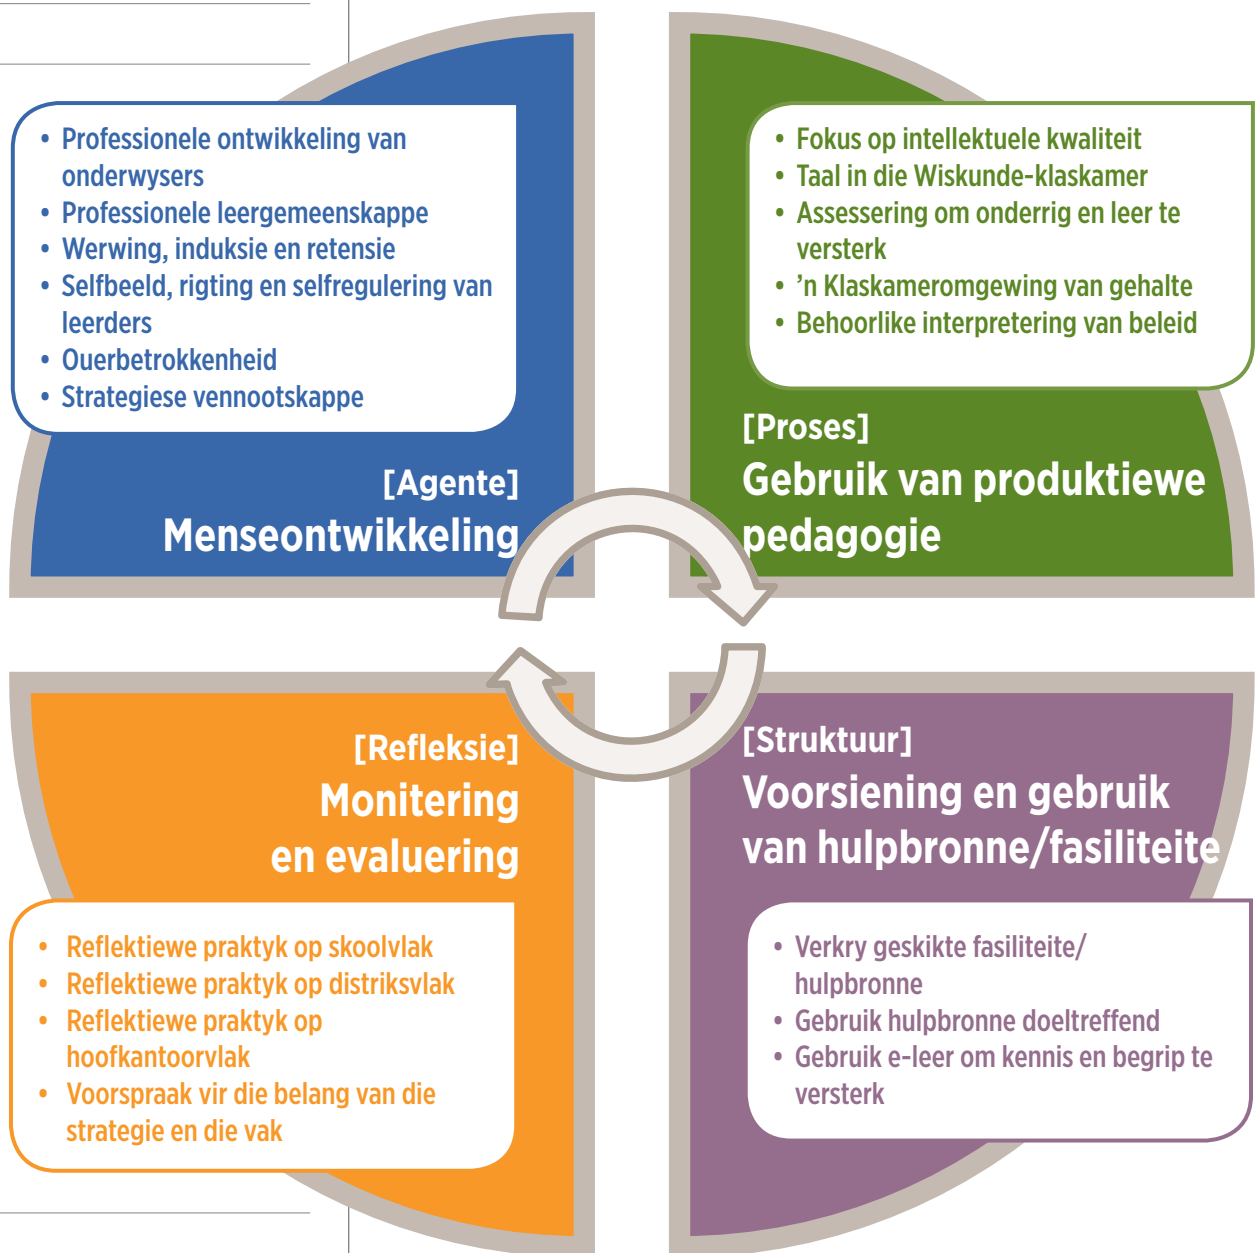 • Professionele ontwikkeling van
onderwysers
• Professionele leergemeenskappe
• Werwing, induksie en retensie
• Selfbeeld, rigting en selfregulering van
leerders
• Ouerbetrokkenheid
• Strategiese vennootskappe
[Agente]
Menseontwikkeling
• Fokus op intellektuele kwaliteit
• Taal in die Wiskunde-klaskamer
• Assessering om onderrig en leer te
versterk
• ’n Klaskameromgewing van gehalte
• Behoorlike interpretering van beleid
[Proses]
Gebruik van produktiewe
pedagogie
[Refleksie]
Monitering
en evaluering
• Reflektiewe praktyk op skoolvlak
• Reflektiewe praktyk op distriksvlak
• Reflektiewe praktyk op
hoofkantoorvlak
• Voorspraak vir die belang van die
strategie en die vak
[Struktuur]
Voorsiening en gebruik
van hulpbronne/fasiliteite
• Verkry geskikte fasiliteite/
hulpbronne
• Gebruik hulpbronne doeltreffend
• Gebruik e-leer om kennis en begrip te
versterk